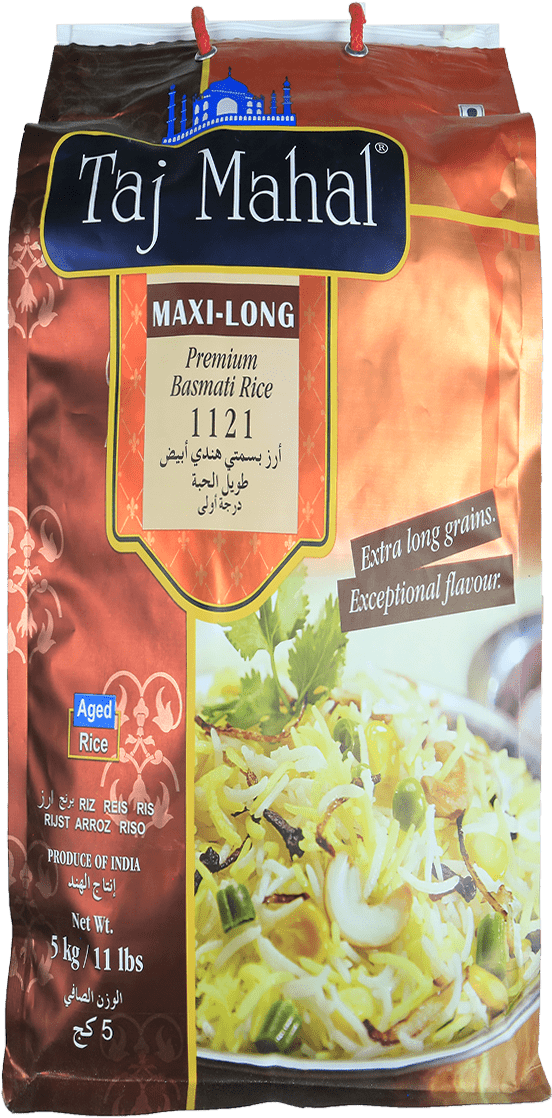 Taj Mahal®
MAXI-LONG
Premium
Basmati Rice
1121
أرز بسمتي هندي أبيض
طويل الحبة
درجة أولى
Extra long grains.
Exceptional flavour.
Aged
Rice
برنج ارز RIZ REIS RIS
RIJST ARROZ RISO
PRODUCE OF INDIA
إنتاج الهند
Net Wt.
5 kg / 11 lbs
الوزن الصافي
5 كج